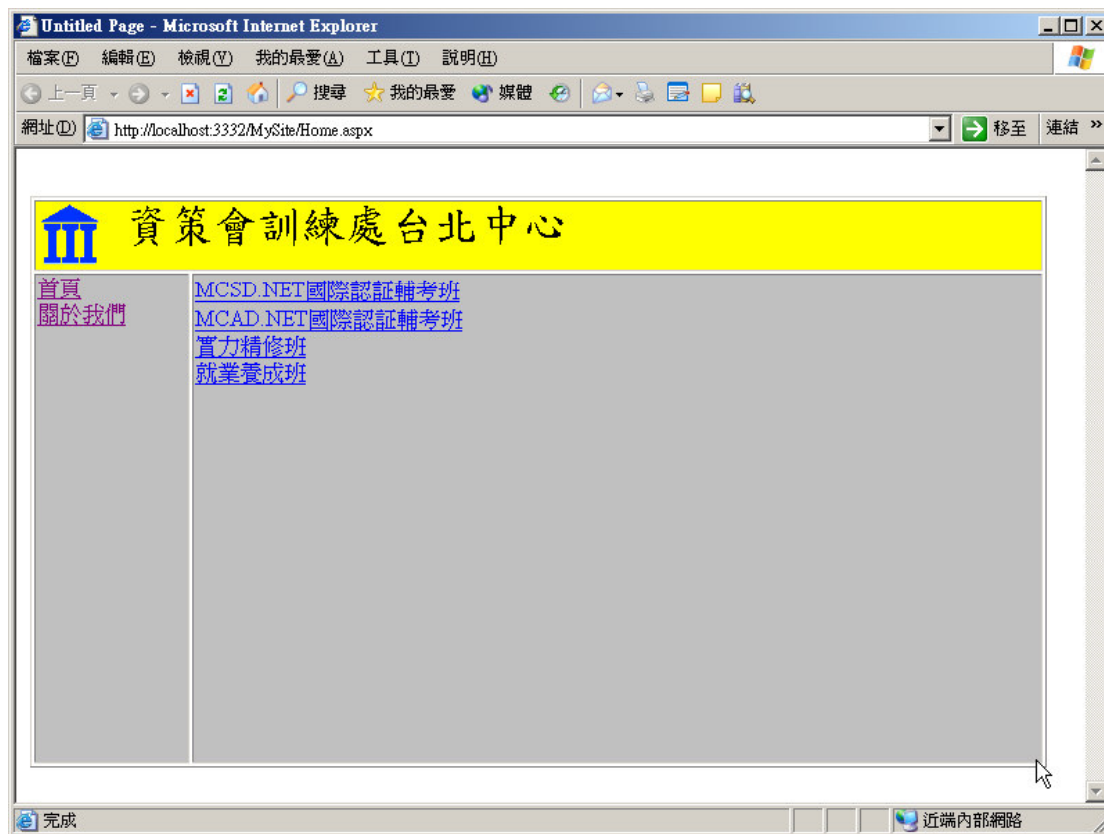 Untitled Page - Microsoft Internet Explorer
檔案(F) 編輯(E) 檢視(V) 我的最愛(A) 工具(T) 說明(H)
上一頁 搜尋 我的最愛 媒體
網址(D) http://localhost:3332/MySite/Home.aspx 移至 連結 »
資策會訓練處台北中心
首頁
關於我們
MCSD.NET國際認証輔考班
MCAD.NET國際認証輔考班
實力精修班
就業養成班
完成 近端內部網路